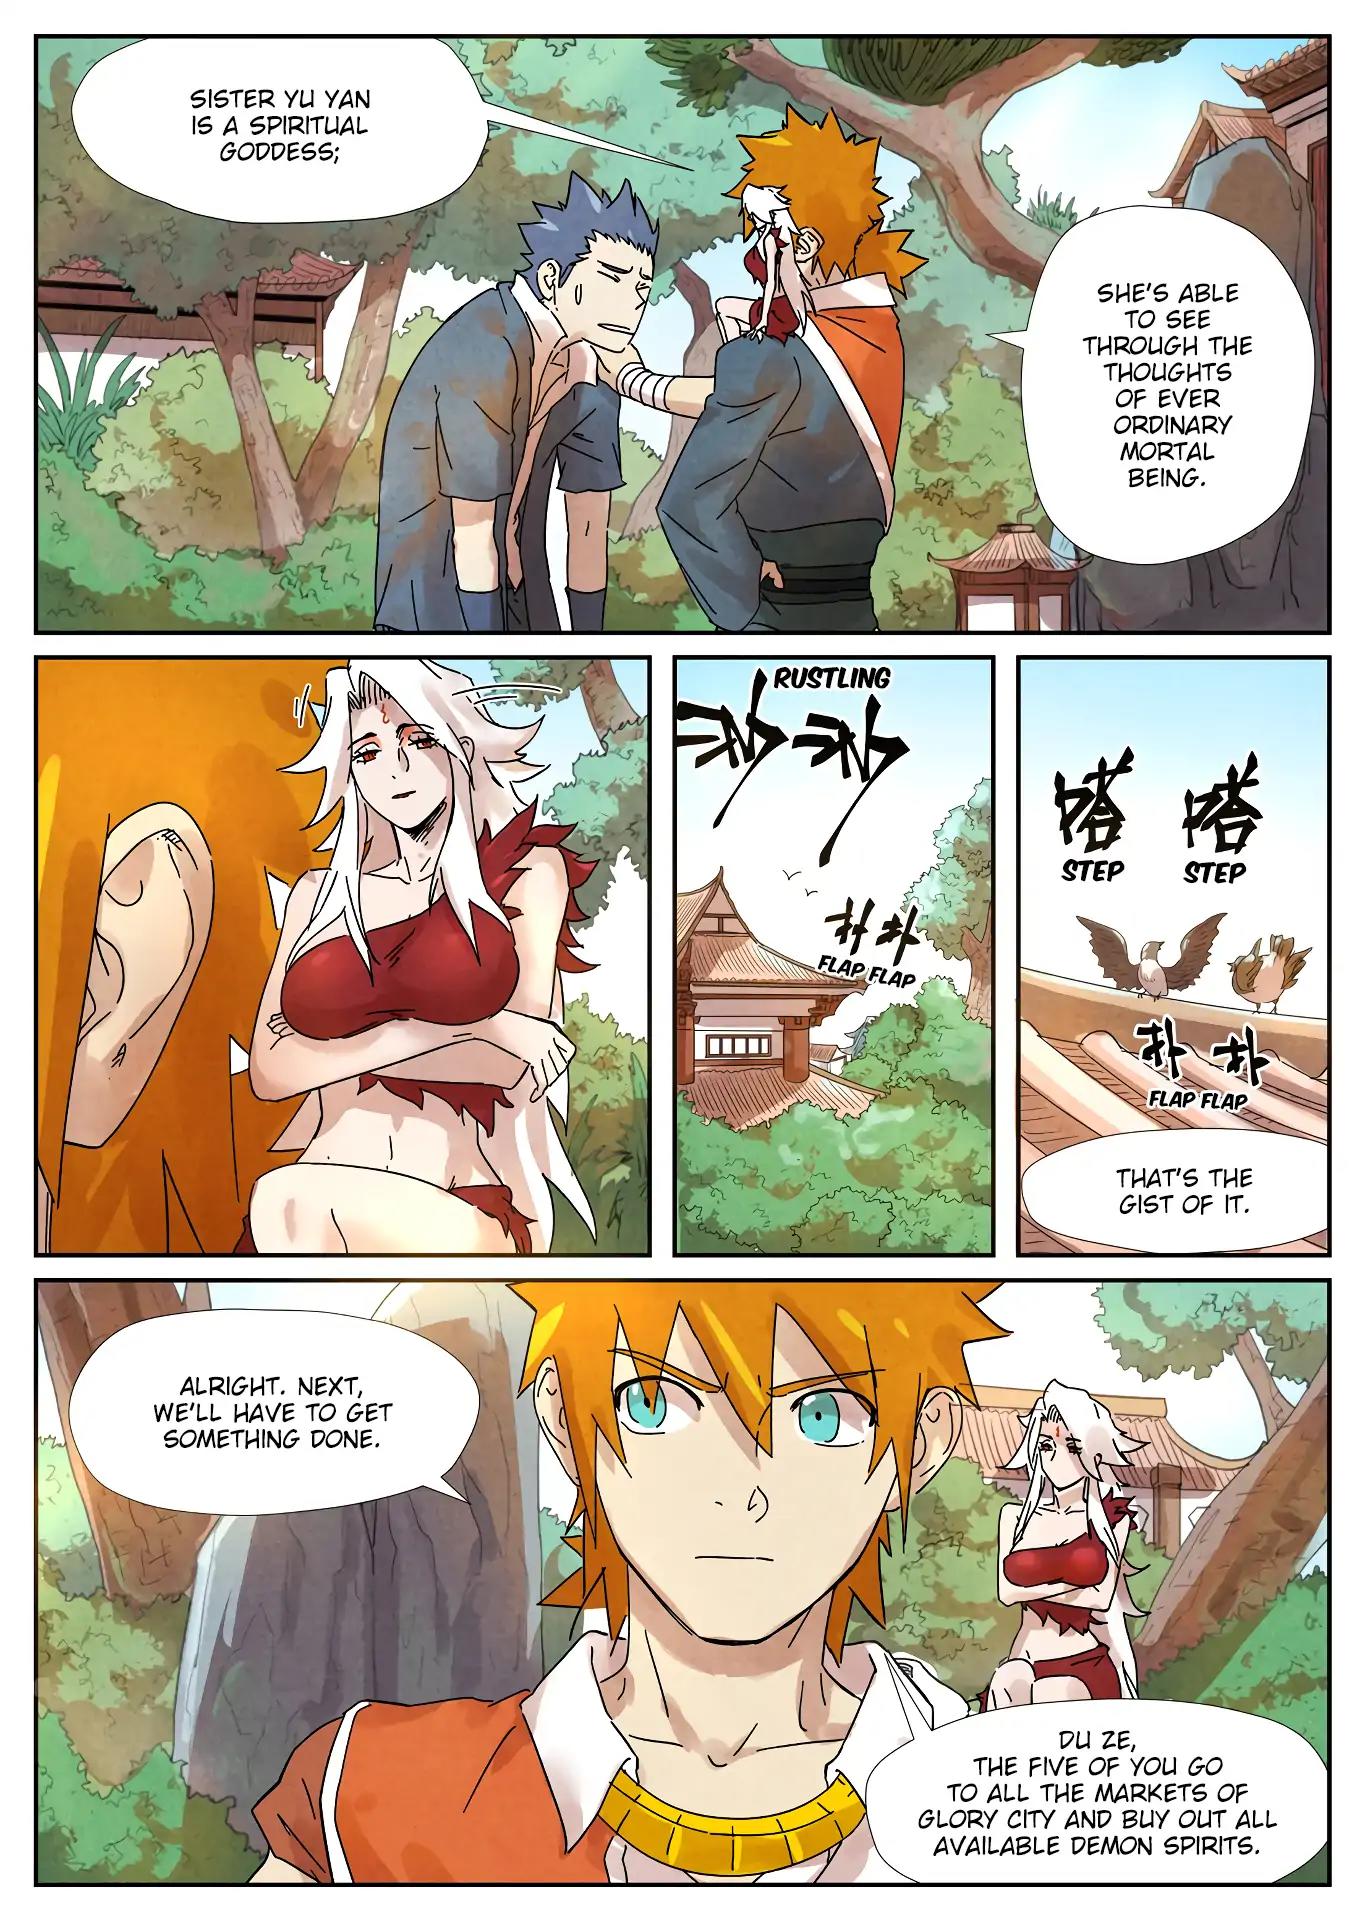 SISTER YU YAN
IS A SPIRITUAL
GODDESS;
SHE'S ABLE
TO SEE
THROUGH THE
THOUGHTS
OF EVER
ORDINARY
MORTAL
BEING.
RUSTLING
扑 扑
FLAP FLAP
嗒 嗒
STEP STEP
扑 扑
FLAP FLAP
THAT'S THE
GIST OF IT.
ALRIGHT. NEXT,
WE'LL HAVE TO GET
SOMETHING DONE.
DU ZE,
THE FIVE OF YOU GO
TO ALL THE MARKETS OF
GLORY CITY AND BUY OUT ALL
AVAILABLE DEMON SPIRITS.